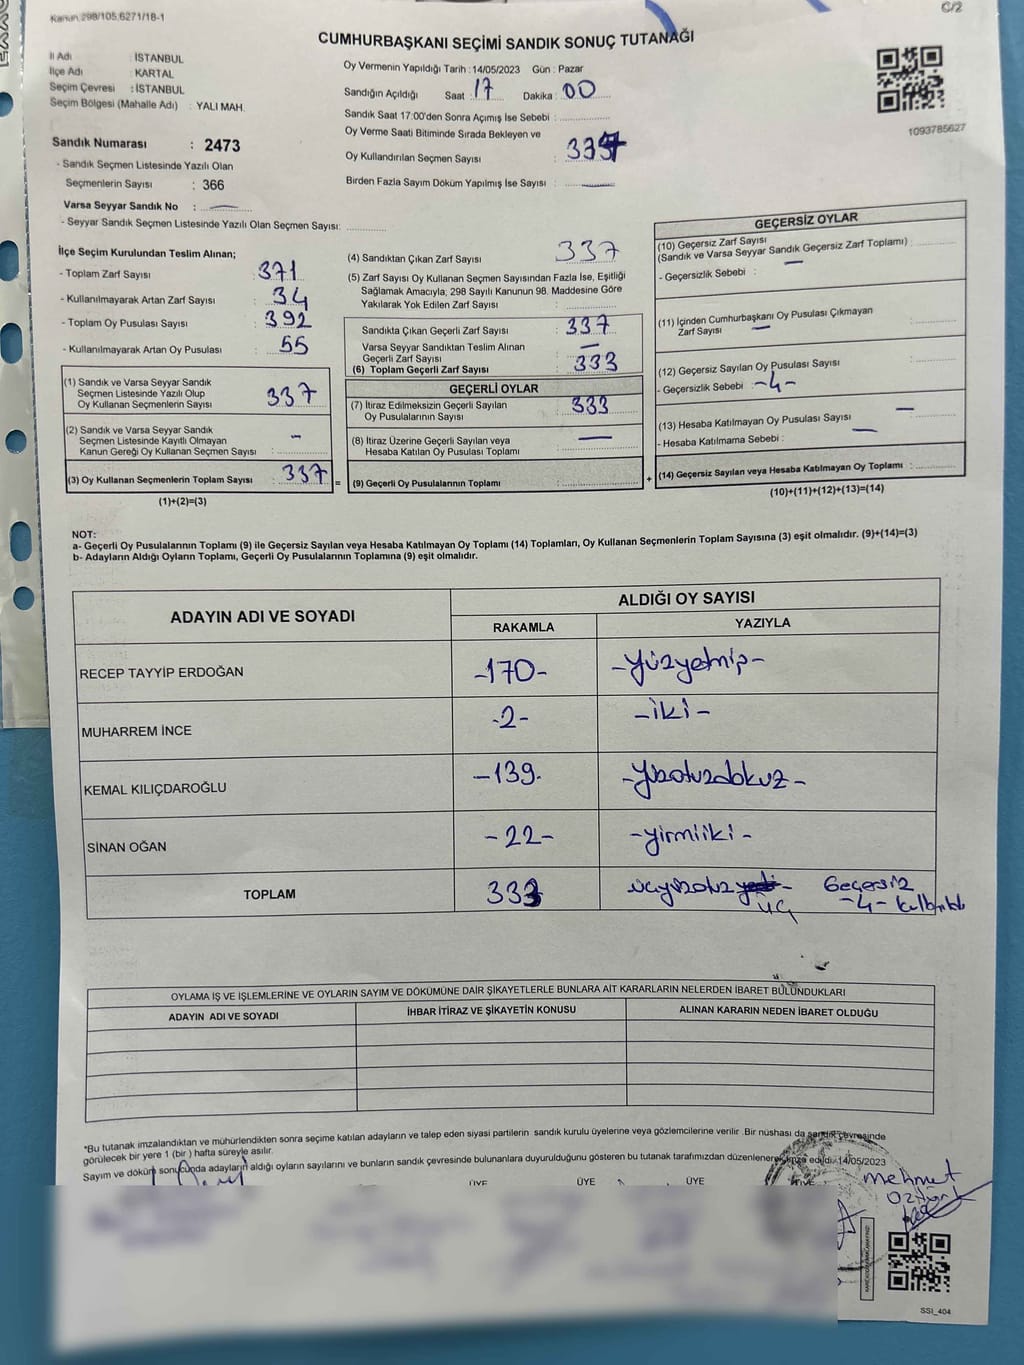 Kanun 298/105,6271/18-1
C/2
CUMHURBAŞKANI SEÇİMİ SANDIK SONUÇ TUTANAĞI
İl Adı : İSTANBUL
İlçe Adı : KARTAL
Seçim Çevresi : İSTANBUL
Seçim Bölgesi (Mahalle Adı) : YALI MAH.
Sandık Numarası : 2473
- Sandık Seçmen Listesinde Yazılı Olan
Seçmenlerin Sayısı : 366
Varsa Seyyar Sandık No : —
- Seyyar Sandık Seçmen Listesinde Yazılı Olan Seçmen Sayısı:
Oy Vermenin Yapıldığı Tarih : 14/05/2023 Gün : Pazar
Sandığın Açıldığı Saat : 17 Dakika : 00
Sandık Saat 17:00'den Sonra Açımış İse Sebebi :
Oy Verme Saati Bitiminde Sırada Bekleyen ve
Oy Kullandırılan Seçmen Sayısı : 337
Birden Fazla Sayım Döküm Yapılmış İse Sayısı : —
1093785627
İlçe Seçim Kurulundan Teslim Alınan;
- Toplam Zarf Sayısı : 371
- Kullanılmayarak Artan Zarf Sayısı : 34
- Toplam Oy Pusulası Sayısı : 392
- Kullanılmayarak Artan Oy Pusulası : 55
(1) Sandık ve Varsa Seyyar Sandık
Seçmen Listesinde Yazılı Olup
Oy Kullanan Seçmenlerin Sayısı : 337
(2) Sandık ve Varsa Seyyar Sandık
Seçmen Listesinde Kayıtlı Olmayan
Kanun Gereği Oy Kullanan Seçmen Sayısı : -
(3) Oy Kullanan Seçmenlerin Toplam Sayısı : 337 =
(1)+(2)=(3)
(4) Sandıktan Çıkan Zarf Sayısı : 337
(5) Zarf Sayısı Oy Kullanan Seçmen Sayısından Fazla İse, Eşitliği
Sağlamak Amacıyla; 298 Sayılı Kanunun 98. Maddesine Göre
Yakılarak Yok Edilen Zarf Sayısı :
Sandıkta Çıkan Geçerli Zarf Sayısı : 337
Varsa Seyyar Sandıktan Teslim Alınan
Geçerli Zarf Sayısı : —
(6) Toplam Geçerli Zarf Sayısı : 333
GEÇERLİ OYLAR
(7) İtiraz Edilmeksizin Geçerli Sayılan
Oy Pusulalarının Sayısı : 333
(8) İtiraz Üzerine Geçerli Sayılan veya
Hesaba Katılan Oy Pusulası Toplamı : —
(9) Geçerli Oy Pusulalarının Toplamı : +
GEÇERSİZ OYLAR
(10) Geçersiz Zarf Sayısı
(Sandık ve Varsa Seyyar Sandık Geçersiz Zarf Toplamı) :
- Geçersizlik Sebebi : —
(11) İçinden Cumhurbaşkanı Oy Pusulası Çıkmayan
Zarf Sayısı : —
(12) Geçersiz Sayılan Oy Pusulası Sayısı :
- Geçersizlik Sebebi : -4-
(13) Hesaba Katılmayan Oy Pusulası Sayısı : —
- Hesaba Katılmama Sebebi : —
(14) Geçersiz Sayılan veya Hesaba Katılmayan Oy Toplamı :
(10)+(11)+(12)+(13)=(14)
NOT:
a- Geçerli Oy Pusulalarının Toplamı (9) ile Geçersiz Sayılan veya Hesaba Katılmayan Oy Toplamı (14) Toplamları, Oy Kullanan Seçmenlerin Toplam Sayısına (3) eşit olmalıdır. (9)+(14)=(3)
b- Adayların Aldığı Oyların Toplamı, Geçerli Oy Pusulalarının Toplamına (9) eşit olmalıdır.
ADAYIN ADI VE SOYADI
ALDIĞI OY SAYISI
RAKAMLA
YAZIYLA
RECEP TAYYİP ERDOĞAN -170- -yüzyetmiş-
MUHARREM İNCE -2- -iki-
KEMAL KILIÇDAROĞLU -139- -yüzotuzdokuz-
SİNAN OĞAN -22- -yirmiiki-
TOPLAM 333 üçyüzotuz yedi- Geçersiz
üç -4- kullanıldı
OYLAMA İŞ VE İŞLEMLERİNE VE OYLARIN SAYIM VE DÖKÜMÜNE DAİR ŞİKAYETLERLE BUNLARA AİT KARARLARIN NELERDEN İBARET BULUNDUKLARI
ADAYIN ADI VE SOYADI
İHBAR İTİRAZ VE ŞİKAYETİN KONUSU
ALINAN KARARIN NEDEN İBARET OLDUĞU
*Bu tutanak imzalandıktan ve mühürlendikten sonra seçime katılan adayların ve talep eden siyasi partilerin sandık kurulu üyelerine veya gözlemcilerine verilir .Bir nüshası da sandık çevresinde
görülecek bir yere 1 (bir ) hafta süreyle asılır.
Sayım ve döküm sonucunda adayların aldığı oyların sayılarını ve bunların sandık çevresinde bulunanlara duyurulduğunu gösteren bu tutanak tarafımızdan düzenlenerek imza edildi.14/05/2023
ÜYE ÜYE ÜYE ÜYE
mehmut
Öztürk
SSI_404